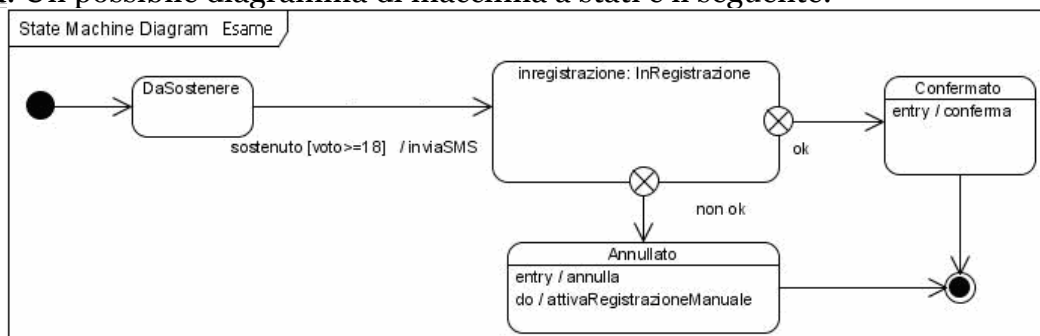 Un possibile diagramma di macchina a stati è il seguente:
State Machine Diagram Esame
DaSostenere
inregistrazione: InRegistrazione
Confermato
entry / conferma
sostenuto [voto>=18] / inviaSMS
ok
non ok
Annullato
entry / annulla
do / attivaRegistrazioneManuale